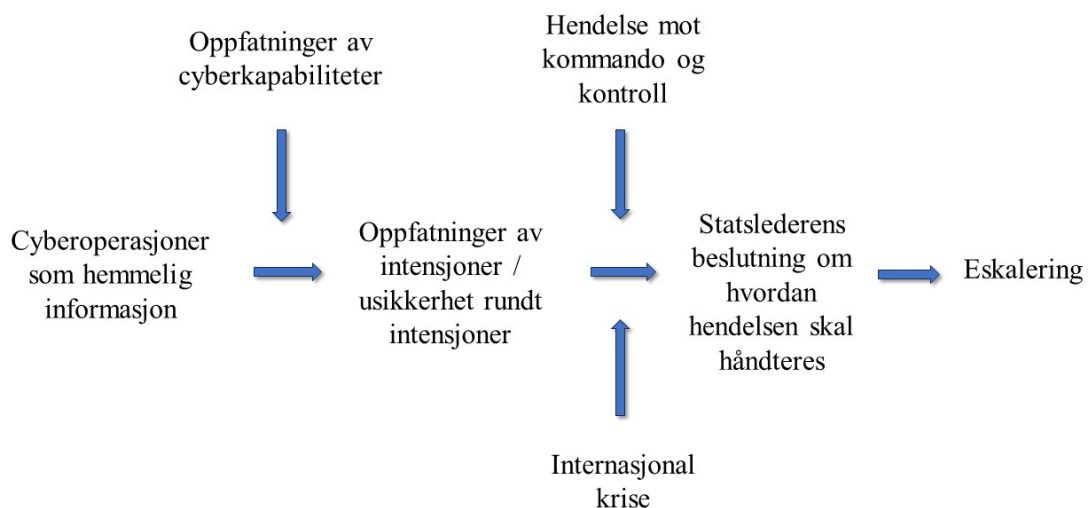 Oppfatninger av
cyberkapabiliteter
Hendelse mot
kommando og
kontroll
Cyberoperasjoner
som hemmelig
informasjon
Oppfatninger av
intensjoner /
usikkerhet rundt
intensjoner
Statslederens
beslutning om
hvordan
hendelsen skal
håndteres
Eskalering
Internasjonal
krise